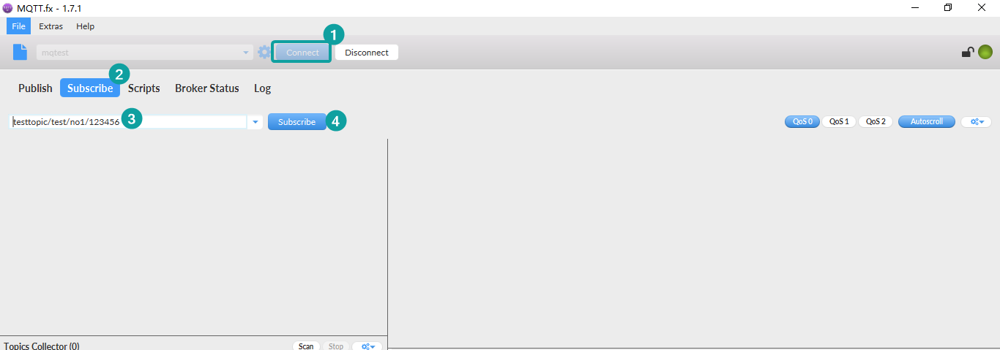 MQTT.fx - 1.7.1
File Extras Help
1
mqtest Connect Disconnect
2
Publish Subscribe Scripts Broker Status Log
testtopic/test/no1/123456 3 Subscribe 4 QoS 0 QoS 1 QoS 2 Autoscroll
Topics Collector (0) Scan Stop